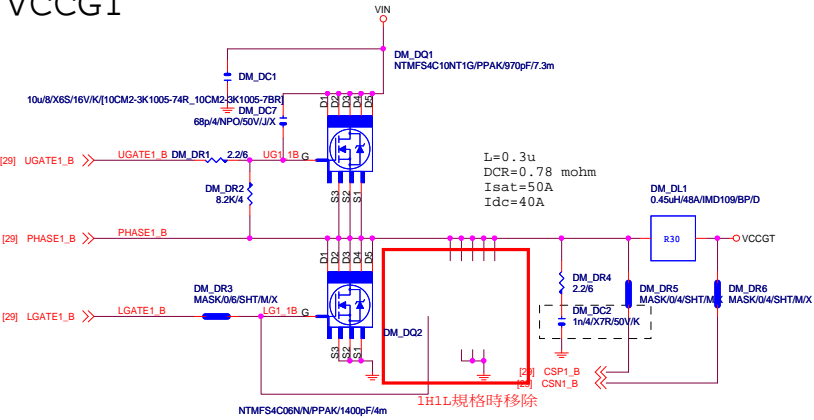 VCCGT
VIN
DM_DQ1
NTMFS4C10NT1G/PPAK/970pF/7.3m
DM_DC1
10u/8/X6S/16V/K/[10CM2-3K1005-74R_10CM2-3K1005-7BR]
DM_DC7
68p/4/NPO/50V/J/X
D1
D2
D3
D4
D5
[29] UGATE1_B
UGATE1_B
DM_DR1
2.2/6
UG1_1B
G
S3
S2
S1
DM_DR2
8.2K/4
L=0.3u
DCR=0.78 mohm
Isat=50A
Idc=40A
DM_DL1
0.45uH/48A/IMD109/BP/D
[29] PHASE1_B
PHASE1_B
R30
VCCGT
D1
D2
D3
D4
D5
DM_DR3
MASK/0/6/SHT/M/X
DM_DR4
2.2/6
DM_DR5
MASK/0/4/SHT/M/X
DM_DR6
MASK/0/4/SHT/M/X
[29] LGATE1_B
LGATE1_B
LG1_1B
G
DM_DC2
1n/4/X7R/50V/K
DM_DQ2
S3
S2
S1
[29] CSP1_B
[29] CSN1_B
1H1L規格時移除
NTMFS4C06N/N/PPAK/1400pF/4m